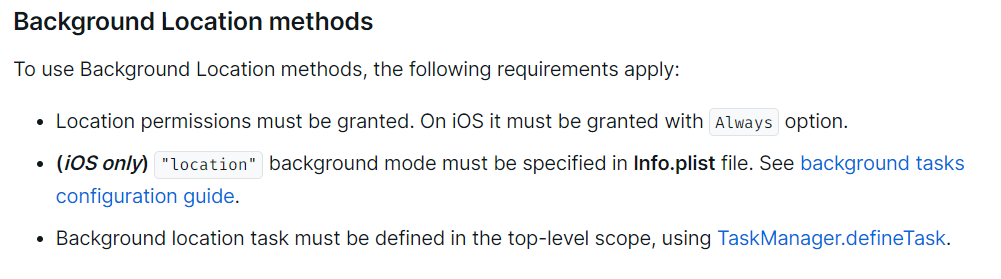 Background Location methods
To use Background Location methods, the following requirements apply:
• Location permissions must be granted. On iOS it must be granted with Always option.
• (iOS only) "location" background mode must be specified in Info.plist file. See background tasks
configuration guide.
• Background location task must be defined in the top-level scope, using TaskManager.defineTask.